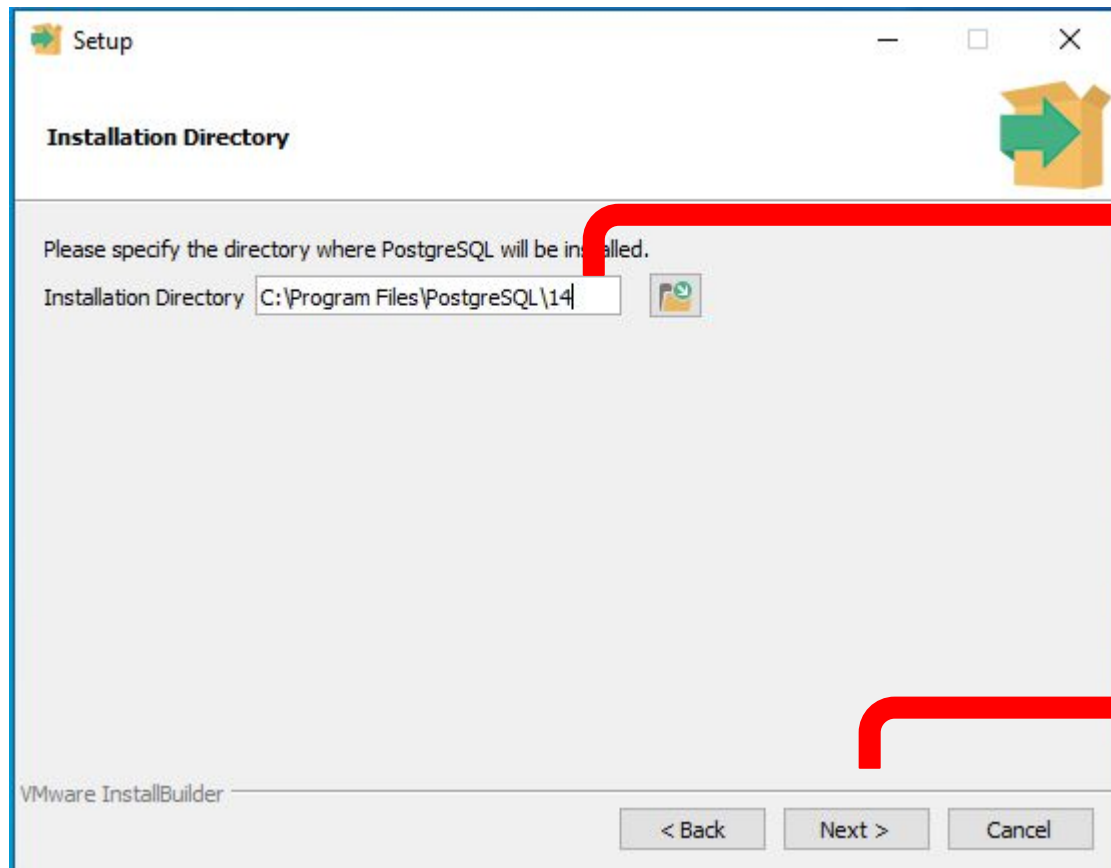 Setup
Installation Directory
Please specify the directory where PostgreSQL will be installed.
Installation Directory C:\Program Files\PostgreSQL\14
VMware InstallBuilder
< Back Next > Cancel